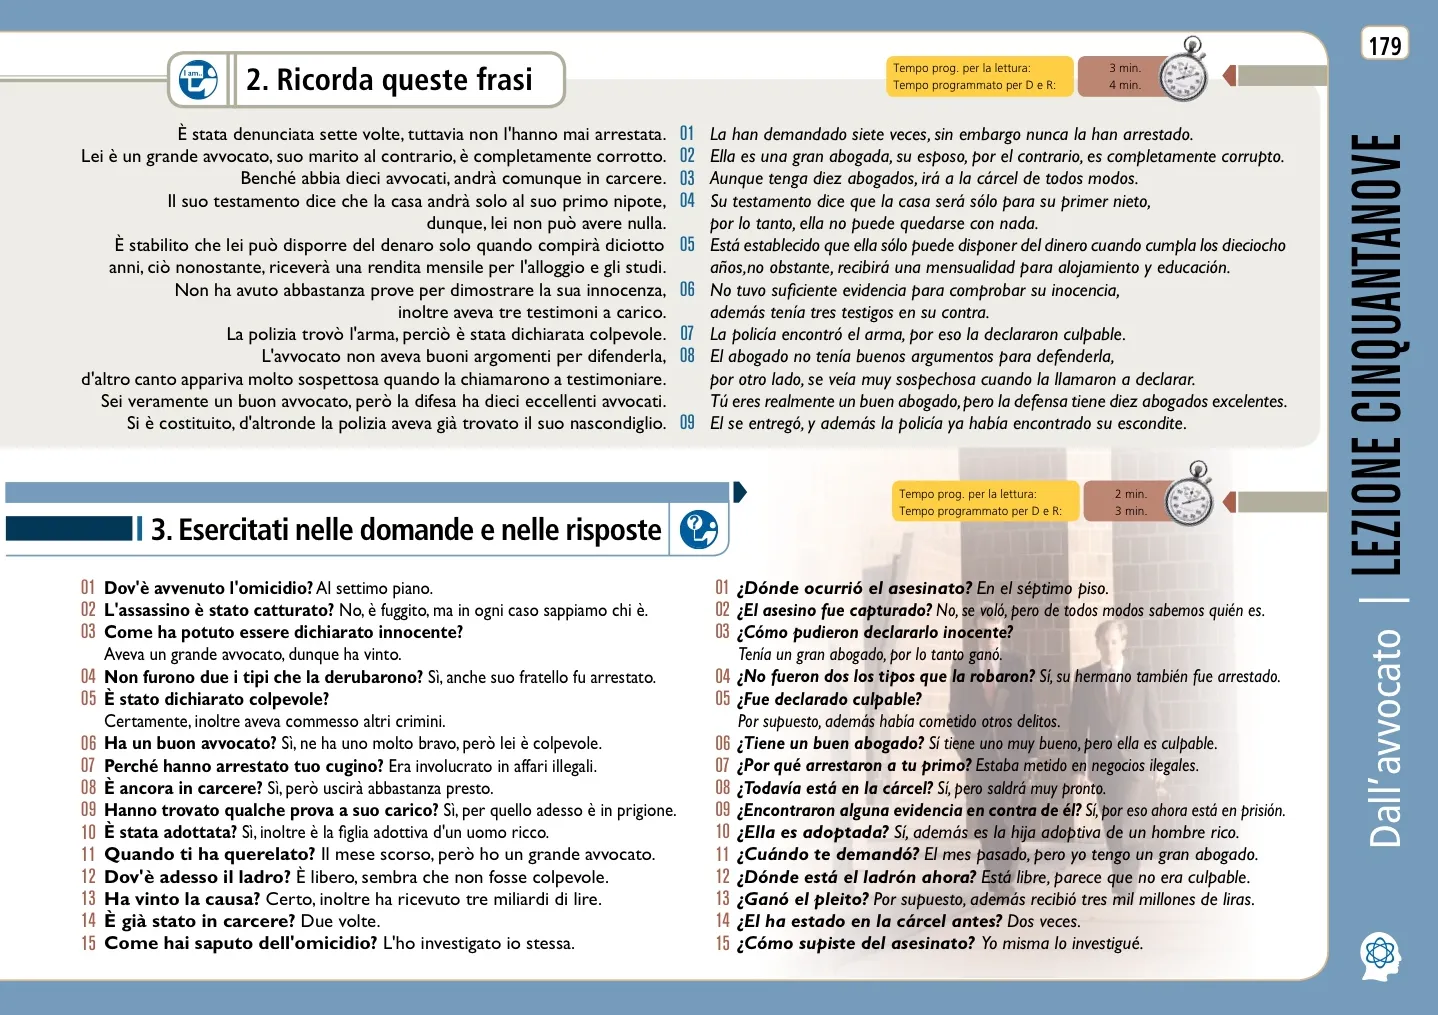 179
I am...
2. Ricorda queste frasi
Tempo prog. per la lettura: 3 min.
Tempo programmato per D e R: 4 min.
È stata denunciata sette volte, tuttavia non l'hanno mai arrestata. 01 La han demandado siete veces, sin embargo nunca la han arrestado.
Lei è un grande avvocato, suo marito al contrario, è completamente corrotto. 02 Ella es una gran abogada, su esposo, por el contrario, es completamente corrupto.
Benché abbia dieci avvocati, andrà comunque in carcere. 03 Aunque tenga diez abogados, irá a la cárcel de todos modos.
Il suo testamento dice che la casa andrà solo al suo primo nipote, 04 Su testamento dice que la casa será sólo para su primer nieto,
dunque, lei non può avere nulla. por lo tanto, ella no puede quedarse con nada.
È stabilito che lei può disporre del denaro solo quando compirà diciotto 05 Está establecido que ella sólo puede disponer del dinero cuando cumpla los dieciocho
anni, ciò nonostante, riceverà una rendita mensile per l'alloggio e gli studi. años,no obstante, recibirá una mensualidad para alojamiento y educación.
Non ha avuto abbastanza prove per dimostrare la sua innocenza, 06 No tuvo suficiente evidencia para comprobar su inocencia,
inoltre aveva tre testimoni a carico. además tenía tres testigos en su contra.
La polizia trovò l'arma, perciò è stata dichiarata colpevole. 07 La policía encontró el arma, por eso la declararon culpable.
L'avvocato non aveva buoni argomenti per difenderla, 08 El abogado no tenía buenos argumentos para defenderla,
d'altro canto appariva molto sospettosa quando la chiamarono a testimoniare. por otro lado, se veía muy sospechosa cuando la llamaron a declarar.
Sei veramente un buon avvocato, però la difesa ha dieci eccellenti avvocati. Tú eres realmente un buen abogado, pero la defensa tiene diez abogados excelentes.
Si è costituito, d'altronde la polizia aveva già trovato il suo nascondiglio. 09 El se entregó, y además la policía ya había encontrado su escondite.
3. Esercitati nelle domande e nelle risposte
Tempo prog. per la lettura: 2 min.
Tempo programmato per D e R: 3 min.
01 Dov'è avvenuto l'omicidio? Al settimo piano.
02 L'assassino è stato catturato? No, è fuggito, ma in ogni caso sappiamo chi è.
03 Come ha potuto essere dichiarato innocente?
Aveva un grande avvocato, dunque ha vinto.
04 Non furono due i tipi che la derubarono? Sì, anche suo fratello fu arrestato.
05 È stato dichiarato colpevole?
Certamente, inoltre aveva commesso altri crimini.
06 Ha un buon avvocato? Sì, ne ha uno molto bravo, però lei è colpevole.
07 Perché hanno arrestato tuo cugino? Era involucrato in affari illegali.
08 È ancora in carcere? Sì, però uscirà abbastanza presto.
09 Hanno trovato qualche prova a suo carico? Sì, per quello adesso è in prigione.
10 È stata adottata? Sì, inoltre è la figlia adottiva d'un uomo ricco.
11 Quando ti ha querelato? Il mese scorso, però ho un grande avvocato.
12 Dov'è adesso il ladro? È libero, sembra che non fosse colpevole.
13 Ha vinto la causa? Certo, inoltre ha ricevuto tre miliardi di lire.
14 È già stato in carcere? Due volte.
15 Come hai saputo dell'omicidio? L'ho investigato io stessa.
01 ¿Dónde ocurrió el asesinato? En el séptimo piso.
02 ¿El asesino fue capturado? No, se voló, pero de todos modos sabemos quién es.
03 ¿Cómo pudieron declararlo inocente?
Tenía un gran abogado, por lo tanto ganó.
04 ¿No fueron dos los tipos que la robaron? Sí, su hermano también fue arrestado.
05 ¿Fue declarado culpable?
Por supuesto, además había cometido otros delitos.
06 ¿Tiene un buen abogado? Sí tiene uno muy bueno, pero ella es culpable.
07 ¿Por qué arrestaron a tu primo? Estaba metido en negocios ilegales.
08 ¿Todavía está en la cárcel? Sí, pero saldrá muy pronto.
09 ¿Encontraron alguna evidencia en contra de él? Sí, por eso ahora está en prisión.
10 ¿Ella es adoptada? Sí, además es la hija adoptiva de un hombre rico.
11 ¿Cuándo te demandó? El mes pasado, pero yo tengo un gran abogado.
12 ¿Dónde está el ladrón ahora? Está libre, parece que no era culpable.
13 ¿Ganó el pleito? Por supuesto, además recibió tres mil millones de liras.
14 ¿El ha estado en la cárcel antes? Dos veces.
15 ¿Cómo supiste del asesinato? Yo misma lo investigué.
Dall'avvocato | LEZIONE CINQUANTANOVE